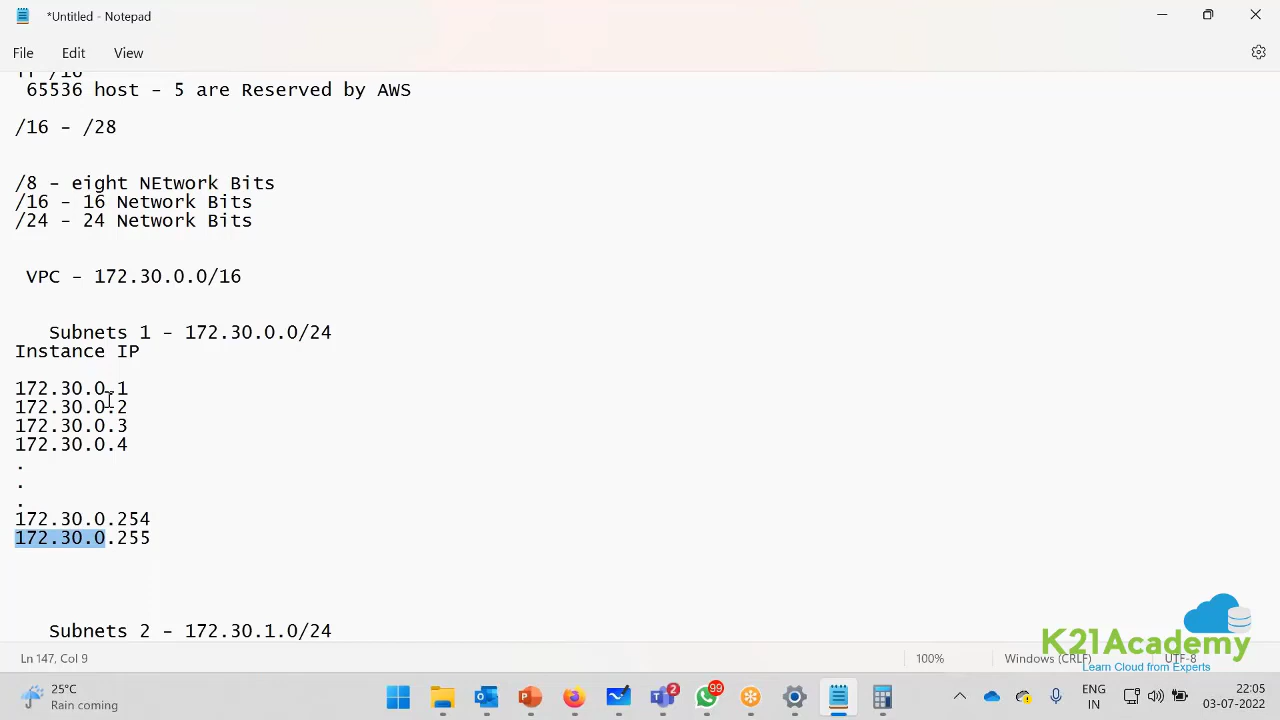 *Untitled - Notepad
File Edit View
If /16
65536 host - 5 are Reserved by AWS
/16 - /28
/8 - eight NEtwork Bits
/16 - 16 Network Bits
/24 - 24 Network Bits
VPC - 172.30.0.0/16
Subnets 1 - 172.30.0.0/24
Instance IP
172.30.0.1
172.30.0.2
172.30.0.3
172.30.0.4
.
.
.
172.30.0.254
172.30.0.255
Subnets 2 - 172.30.1.0/24
K21Academy
Learn Cloud from Experts
Ln 147, Col 9 100% Windows (CRLF) UTF-8
25°C
Rain coming
2
99
ENG
IN
22:05
03-07-2022